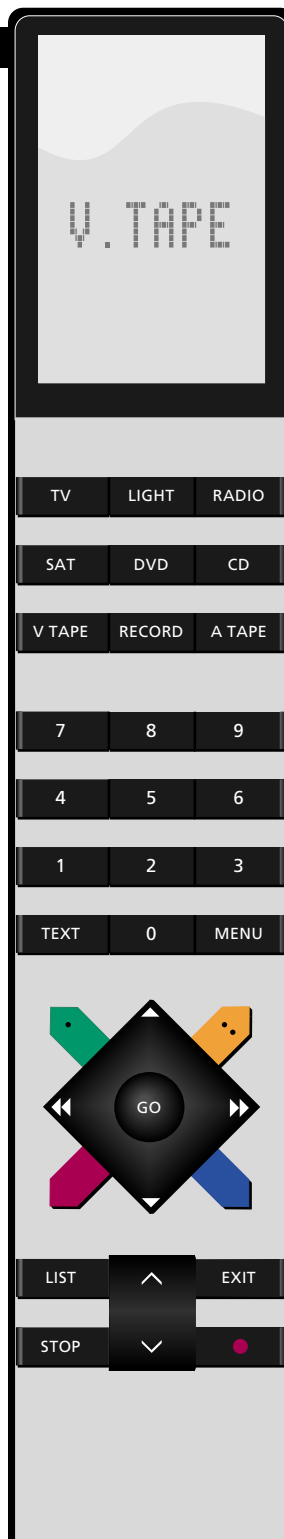 V.TAPE
TV LIGHT RADIO
SAT DVD CD
V TAPE RECORD A TAPE
7 8 9
4 5 6
1 2 3
TEXT 0 MENU
GO
LIST EXIT
STOP